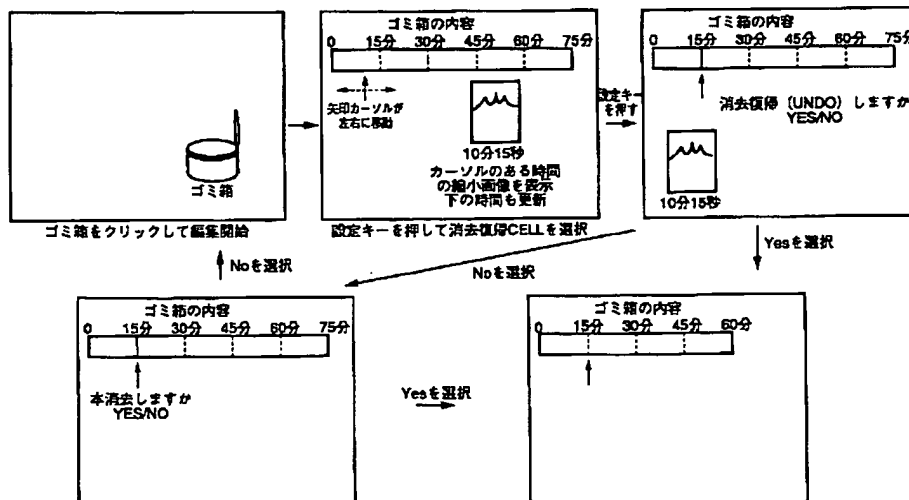 ゴミ箱
ゴミ箱をクリックして編集開始
ゴミ箱の内容
0 15分 30分 45分 60分 75分
矢印カーソルが
左右に移動
10分15秒
カーソルのある時間
の縮小画像を表示
下の時間も更新
設定キーを押して消去復帰CELLを選択
設定キー
を押す
ゴミ箱の内容
0 15分 30分 45分 60分 75分
消去復帰(UNDO)しますか
YES/NO
10分15秒
Noを選択
Noを選択
Yesを選択
ゴミ箱の内容
0 15分 30分 45分 60分 75分
本消去しますか
YES/NO
Yesを選択
ゴミ箱の内容
0 15分 30分 45分 60分